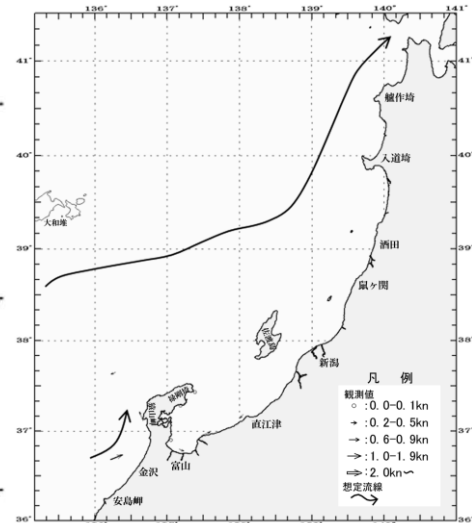 136° 137° 138° 139° 140° 141°
41° 41°
艫作埼
40° 40°
入道埼
大和堆
39° 39°
酒田
鼠ヶ関
38° 38°
新潟
凡 例
観測値
○ :0.0-0.1kn
→ :0.2-0.5kn
→ :0.6-0.9kn
→ :1.0-1.9kn
⇒ :2.0kn～
想定流線
37° 37°
直江津
金沢
富山
安島岬
36° 36°